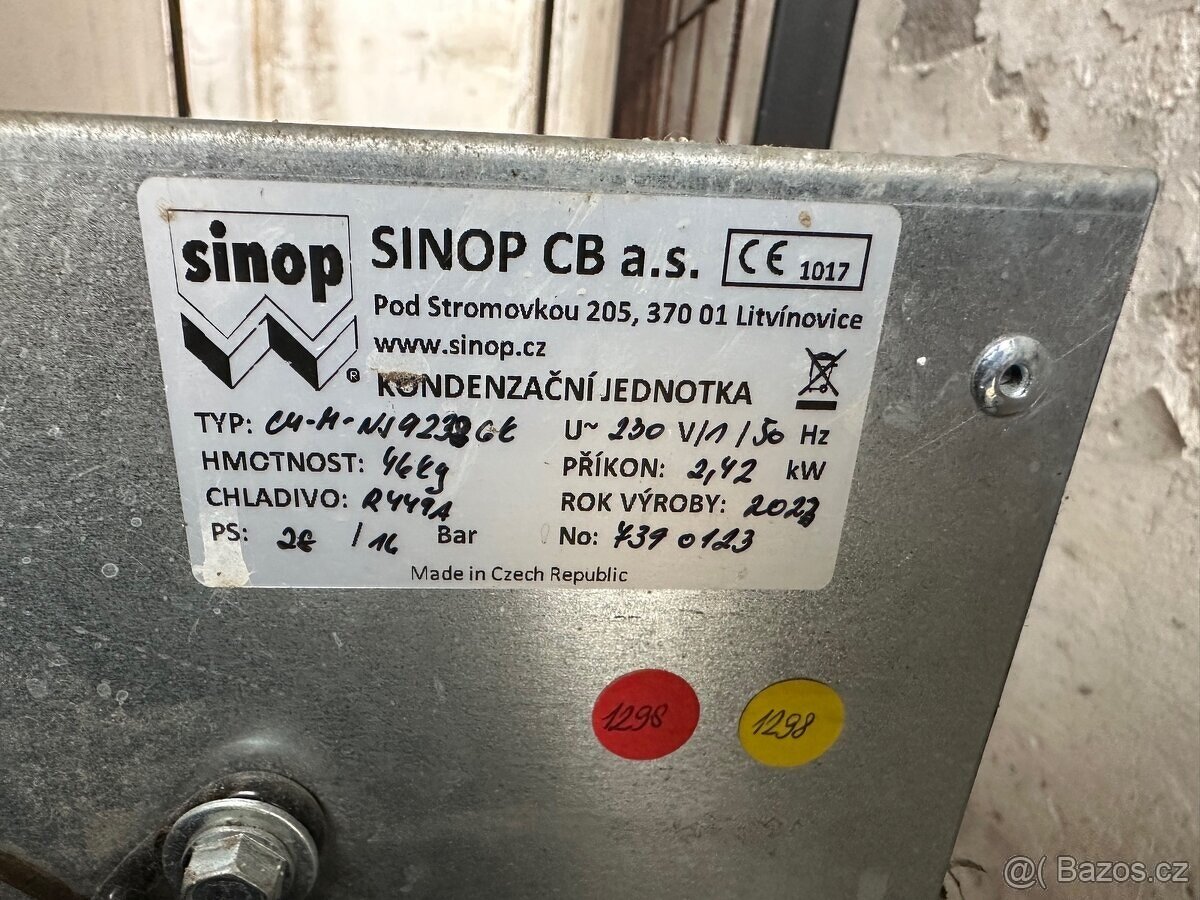 sinop
®
SINOP CB a.s.
CE 1017
Pod Stromovkou 205, 370 01 Litvínovice
www.sinop.cz
KONDENZAČNÍ JEDNOTKA
TYP:
U~ 230 V/1/50 Hz
HMOTNOST: 46kg
PŘÍKON: 2,42 kW
CHLADIVO: R449A
ROK VÝROBY:
PS: /16 Bar
No: 7390123
Made in Czech Republic
1298
1298
@( Bazos.cz